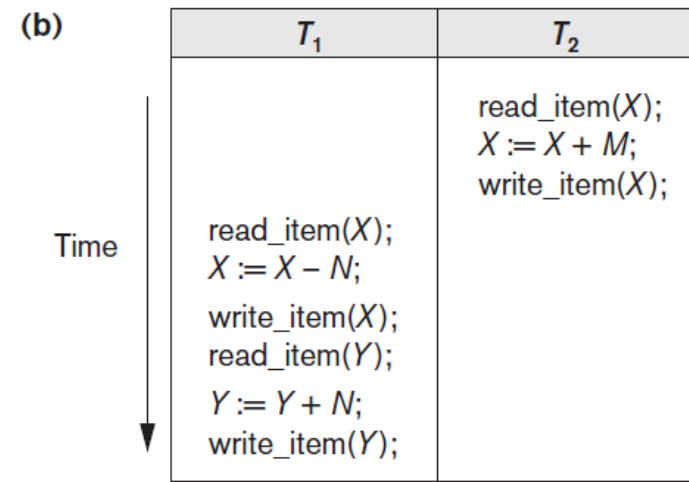 (b)
T1 T2
read_item(X);
X := X + M;
write_item(X);
Time
read_item(X);
X := X – N;
write_item(X);
read_item(Y);
Y := Y + N;
write_item(Y);